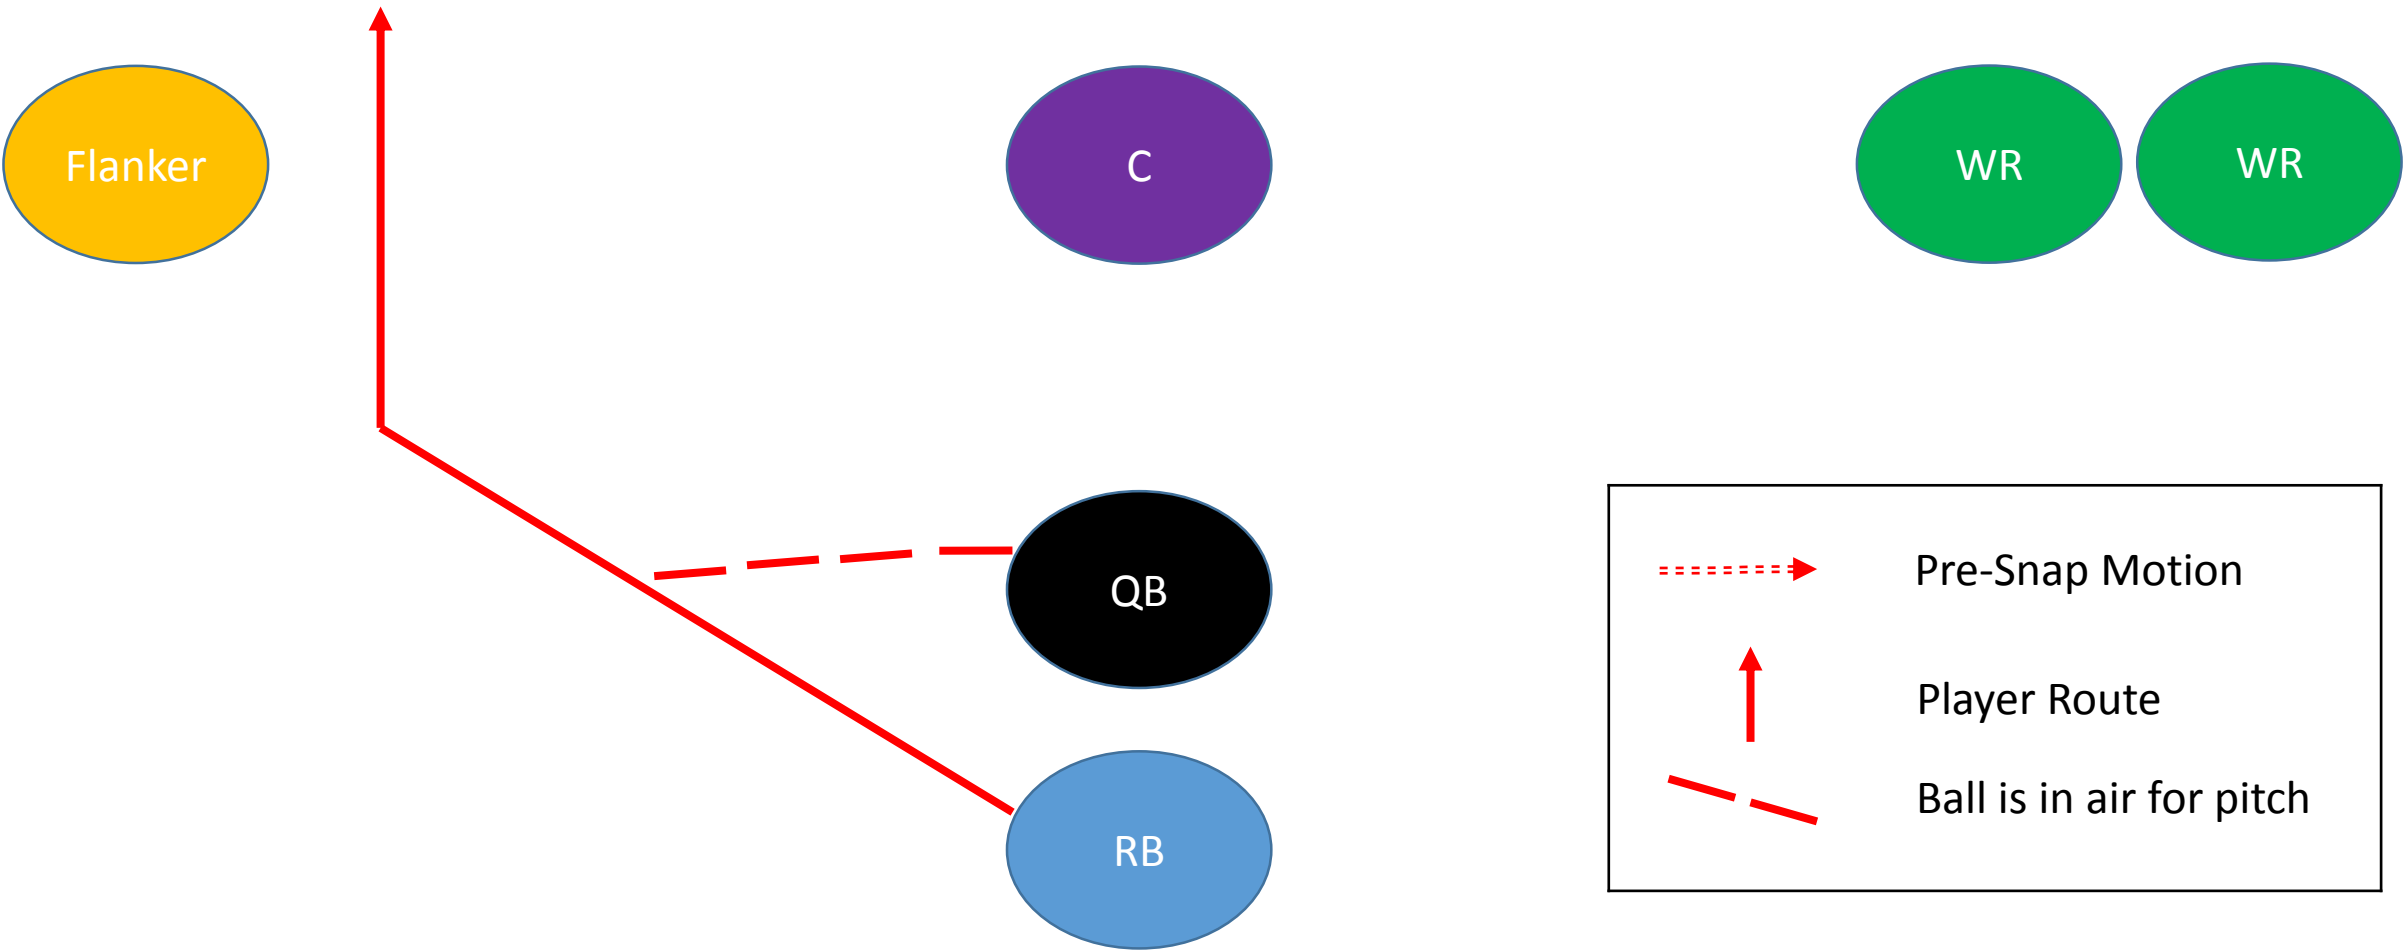 Flanker
C
WR
WR
QB
RB
Pre-Snap Motion
Player Route
Ball is in air for pitch